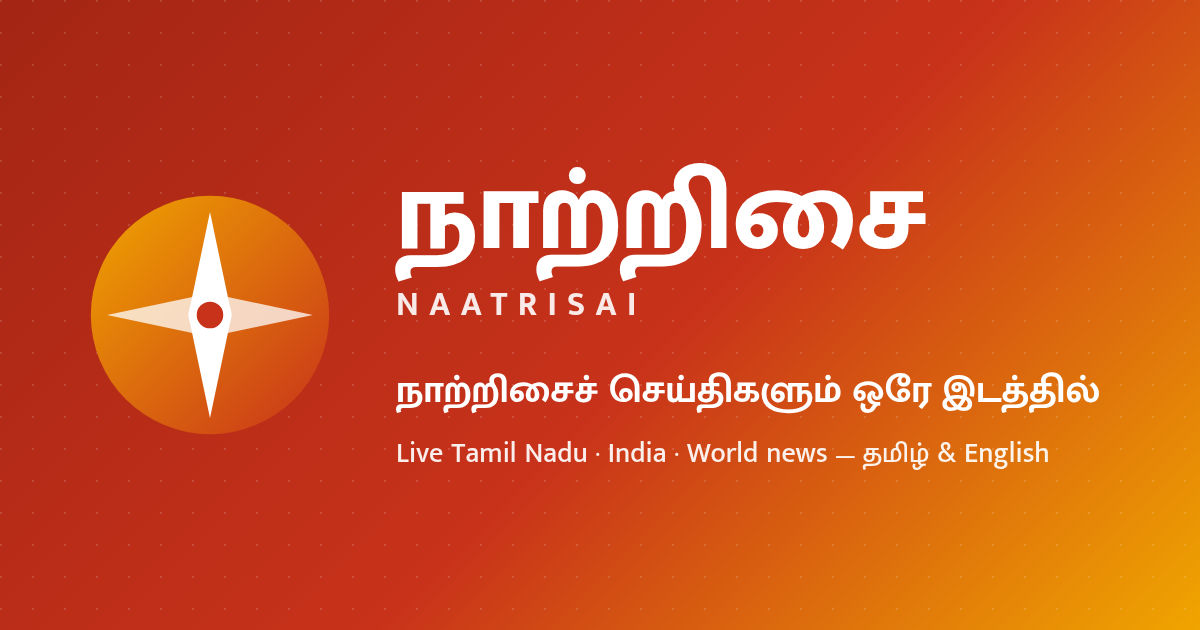 நாற்றிசை
NAATRISAI
நாற்றிசைச் செய்திகளும் ஒரே இடத்தில்
Live Tamil Nadu · India · World news — தமிழ் & English